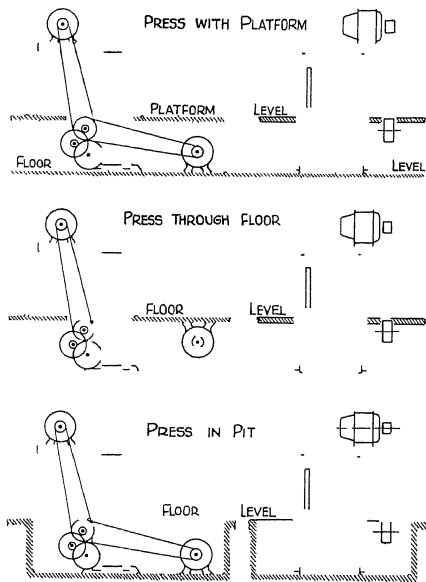 PRESS WITH PLATFORM
PLATFORM LEVEL
FLOOR LEVEL
PRESS THROUGH FLOOR
FLOOR LEVEL
PRESS IN PIT
FLOOR LEVEL